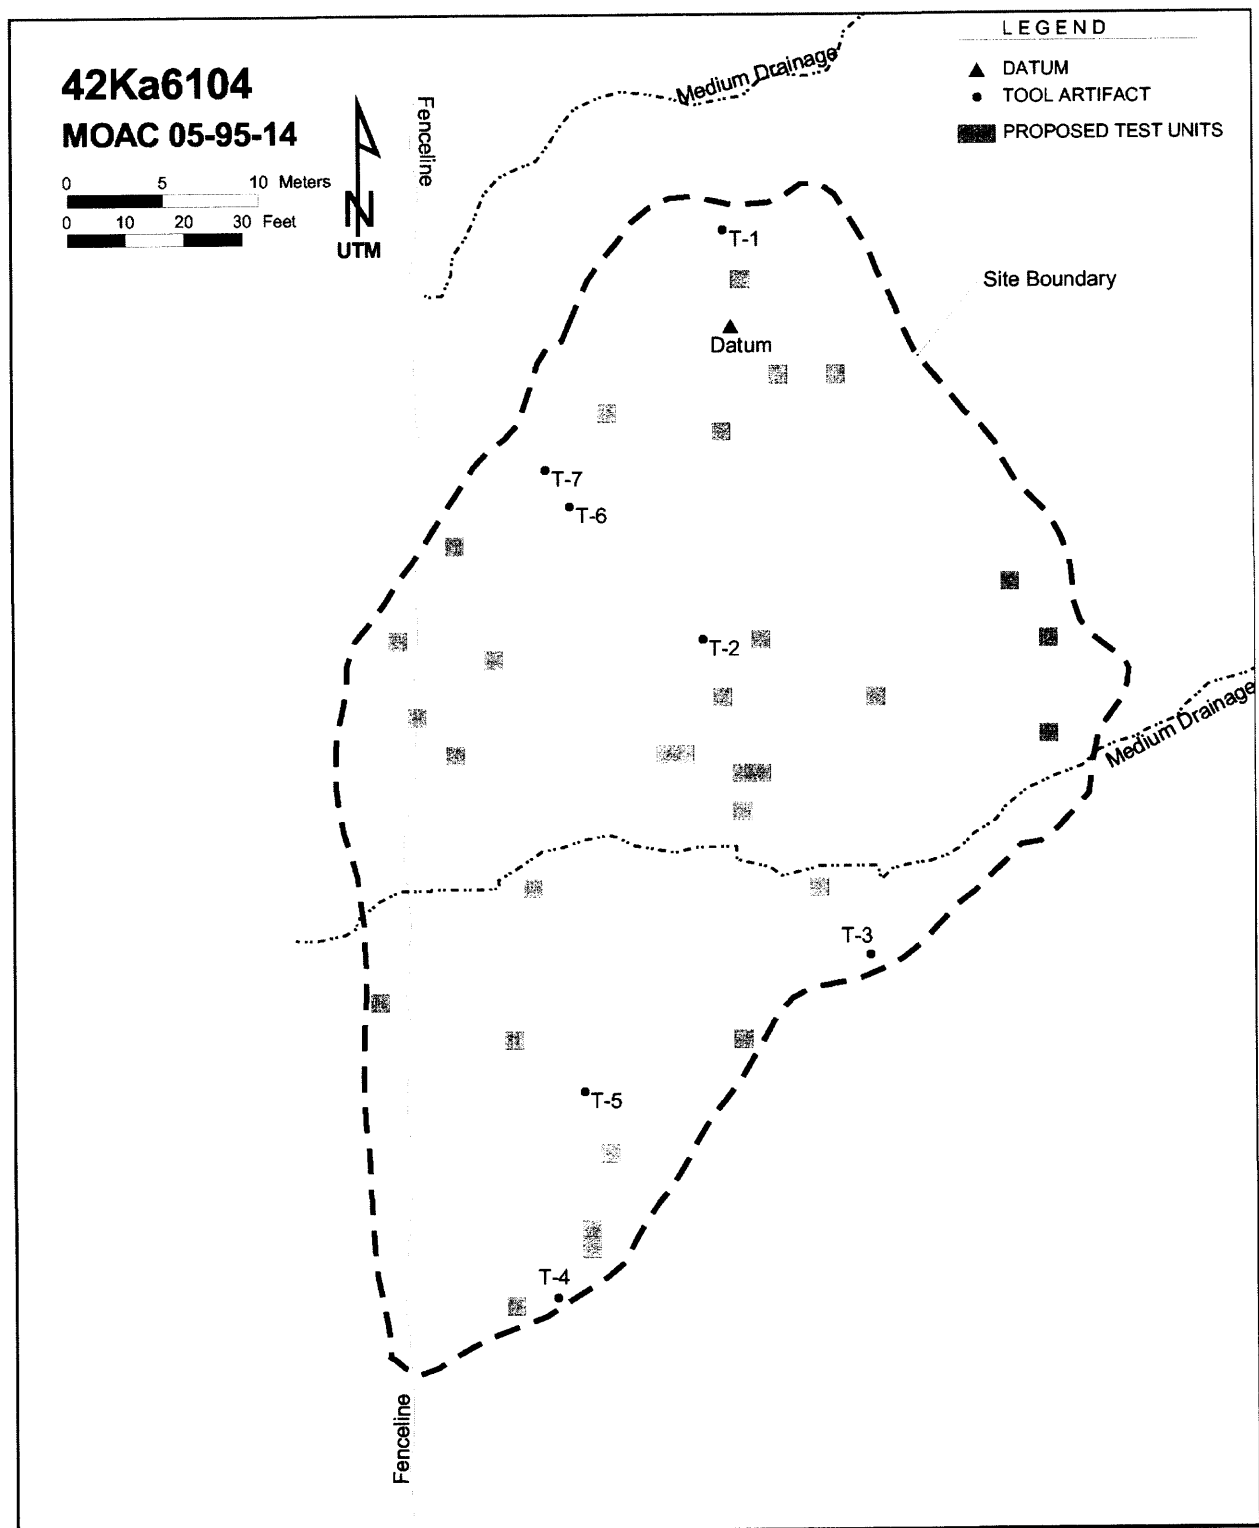 42Ka6104
MOAC 05-95-14
0 5 10 Meters
0 10 20 30 Feet
N
UTM
Fenceline
Medium Drainage
LEGEND
DATUM
TOOL ARTIFACT
PROPOSED TEST UNITS
T-1
Site Boundary
Datum
T-7
T-6
T-2
Medium Drainage
T-3
T-5
T-4
Fenceline